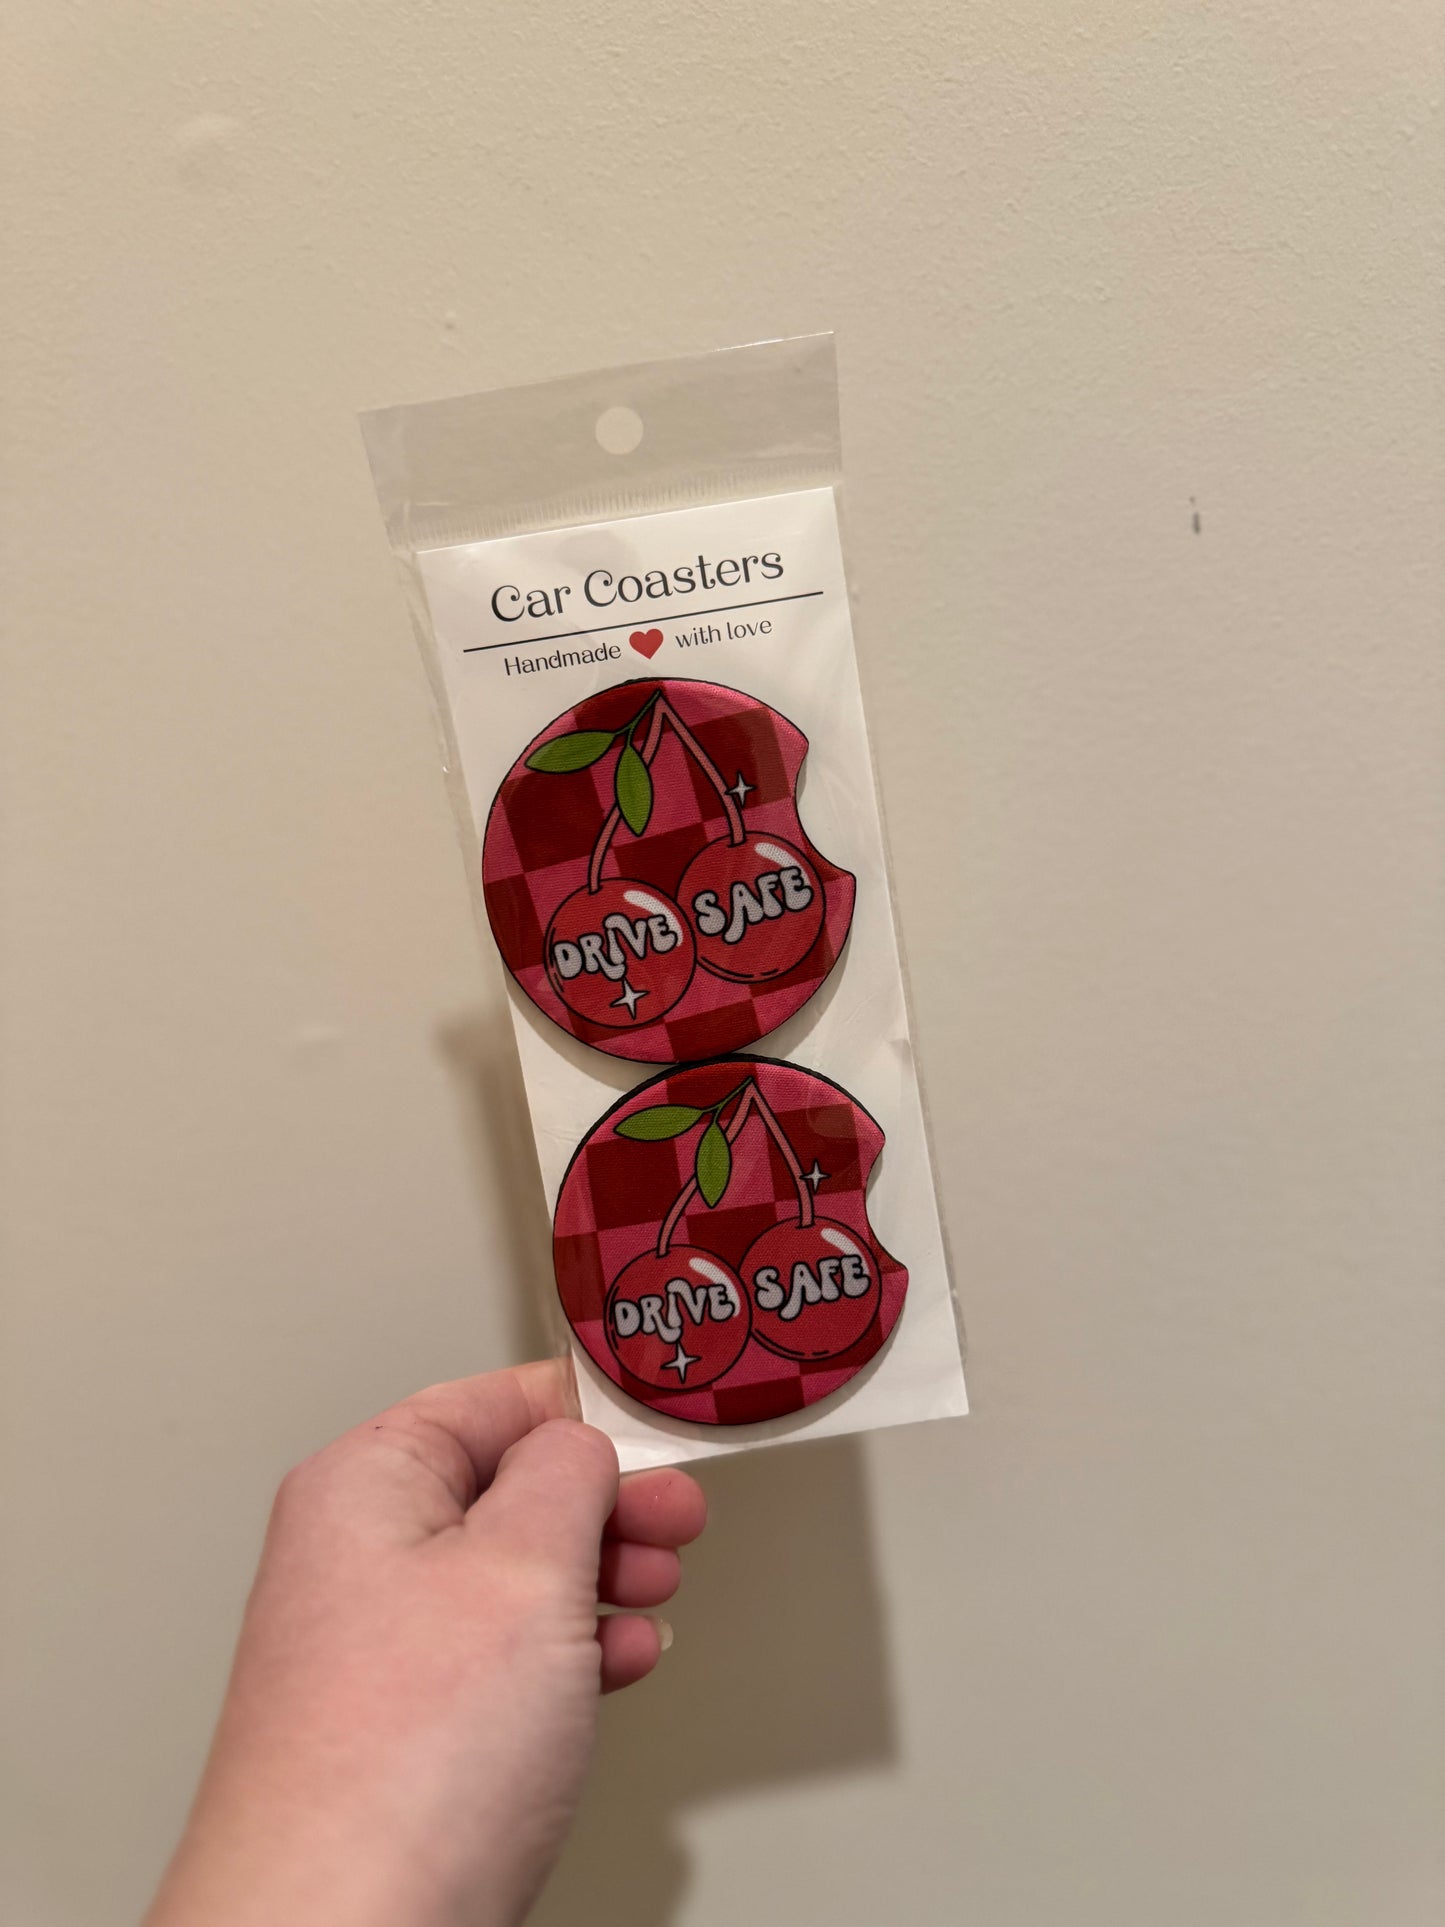 Car Coasters
Handmade ❤ with love
DRIVE SAFE
DRIVE SAFE